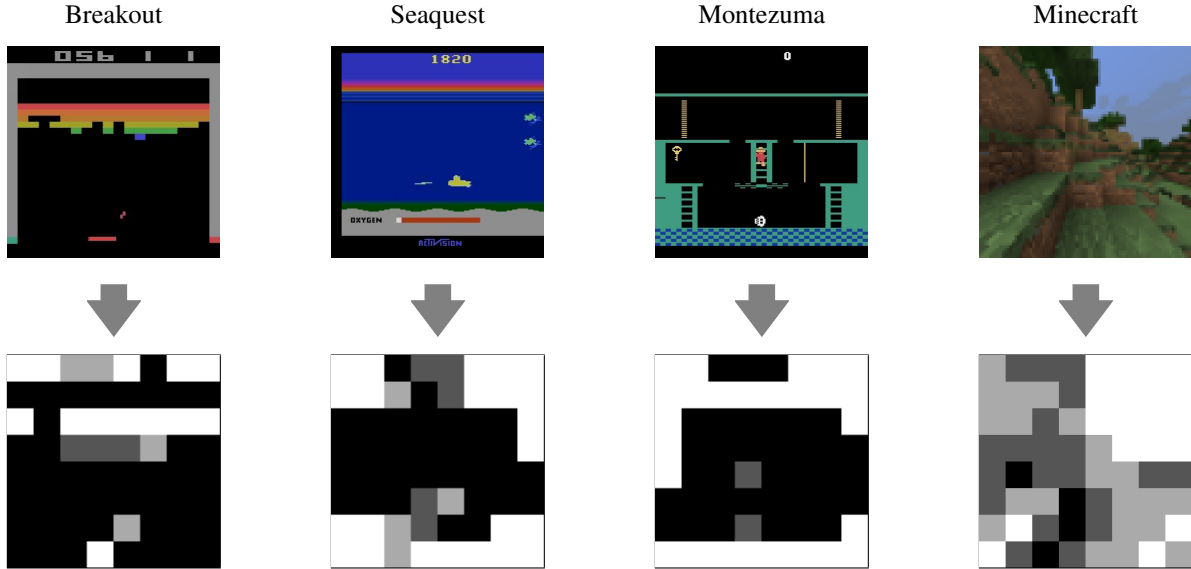 Breakout Seaquest Montezuma Minecraft
056 1 1
1820
0
OXYGEN
ACTIVISION